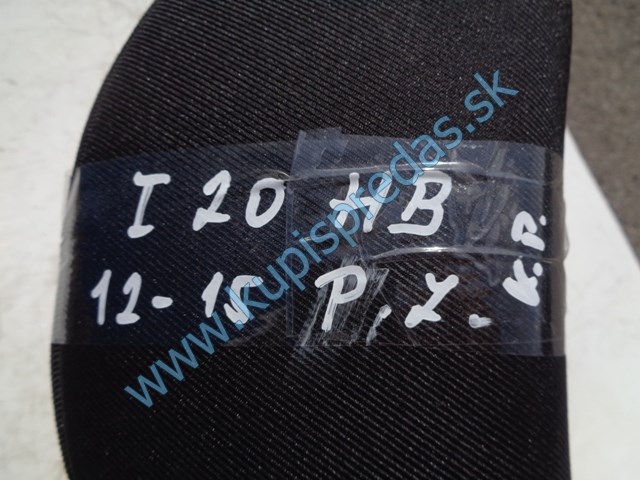 I 20 HB
12-15 P.Z.
K.D.
www.kupispredas.sk